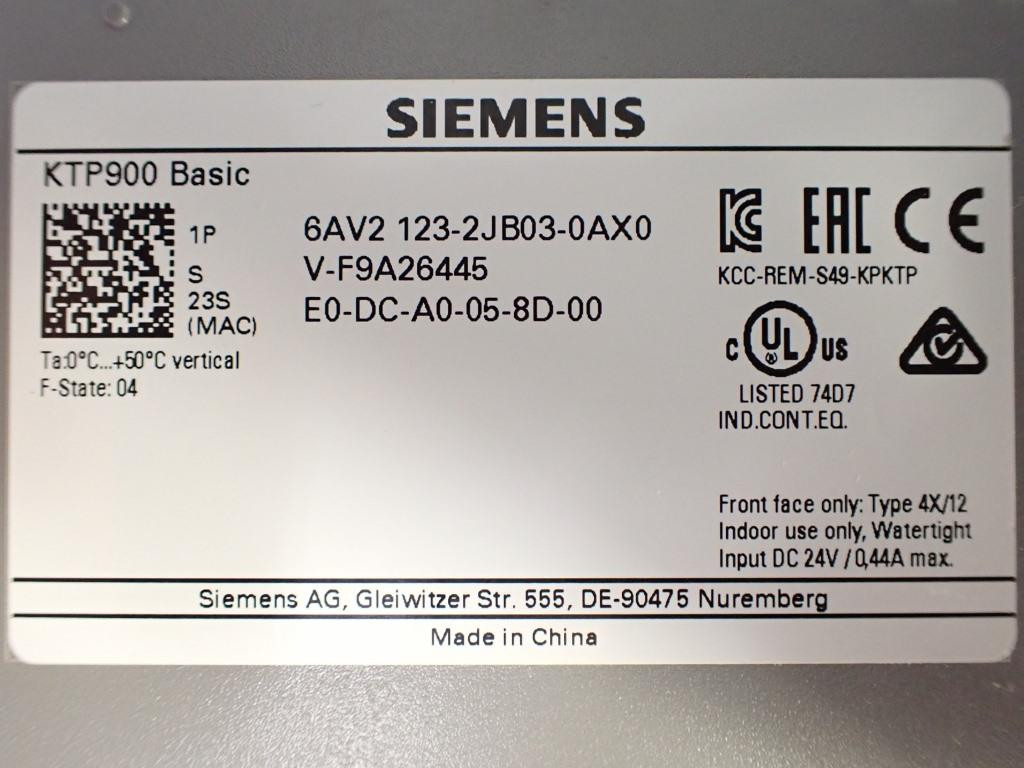 SIEMENS
KTP900 Basic
1P 6AV2 123-2JB03-0AX0
S V-F9A26445
23S E0-DC-A0-05-8D-00
(MAC)
Ta:0°C...+50°C vertical
F-State: 04
EAC CE
KCC-REM-S49-KPKTP
C UL US
LISTED 74D7
IND.CONT.EQ.
Front face only: Type 4X/12
Indoor use only, Watertight
Input DC 24V / 0,44A max.
Siemens AG, Gleiwitzer Str. 555, DE-90475 Nuremberg
Made in China